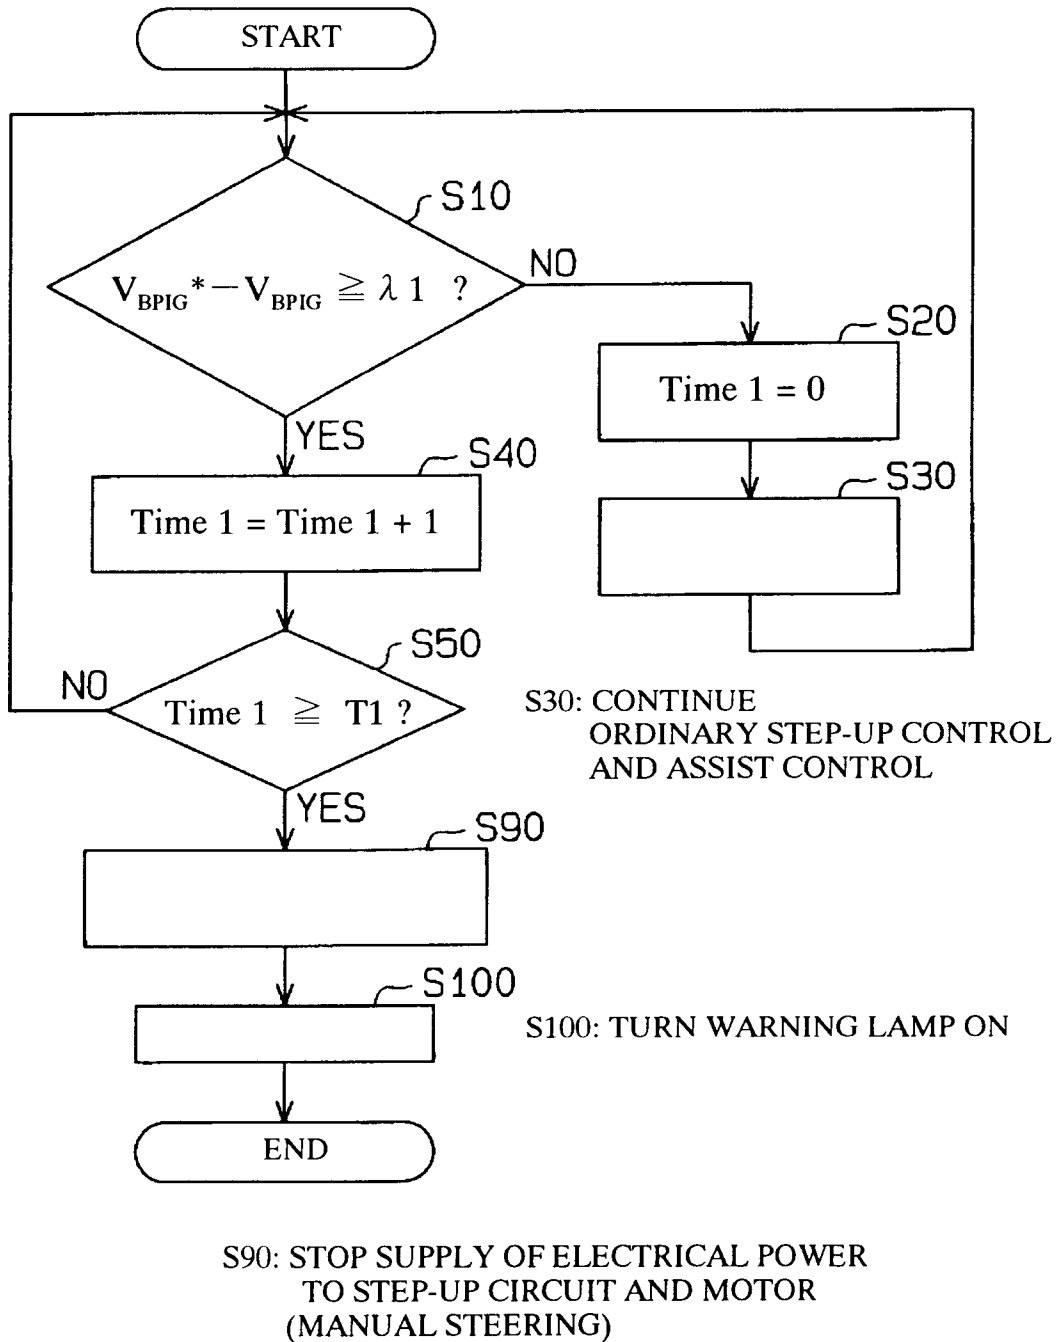 START
S10
V_BPIG* − V_BPIG ≧ λ 1 ?
NO
S20
Time 1 = 0
YES
S40
Time 1 = Time 1 + 1
S30
S50
NO
Time 1 ≧ T1 ?
S30: CONTINUE
ORDINARY STEP-UP CONTROL
AND ASSIST CONTROL
YES
S90
S100
S100: TURN WARNING LAMP ON
END
S90: STOP SUPPLY OF ELECTRICAL POWER
TO STEP-UP CIRCUIT AND MOTOR
(MANUAL STEERING)